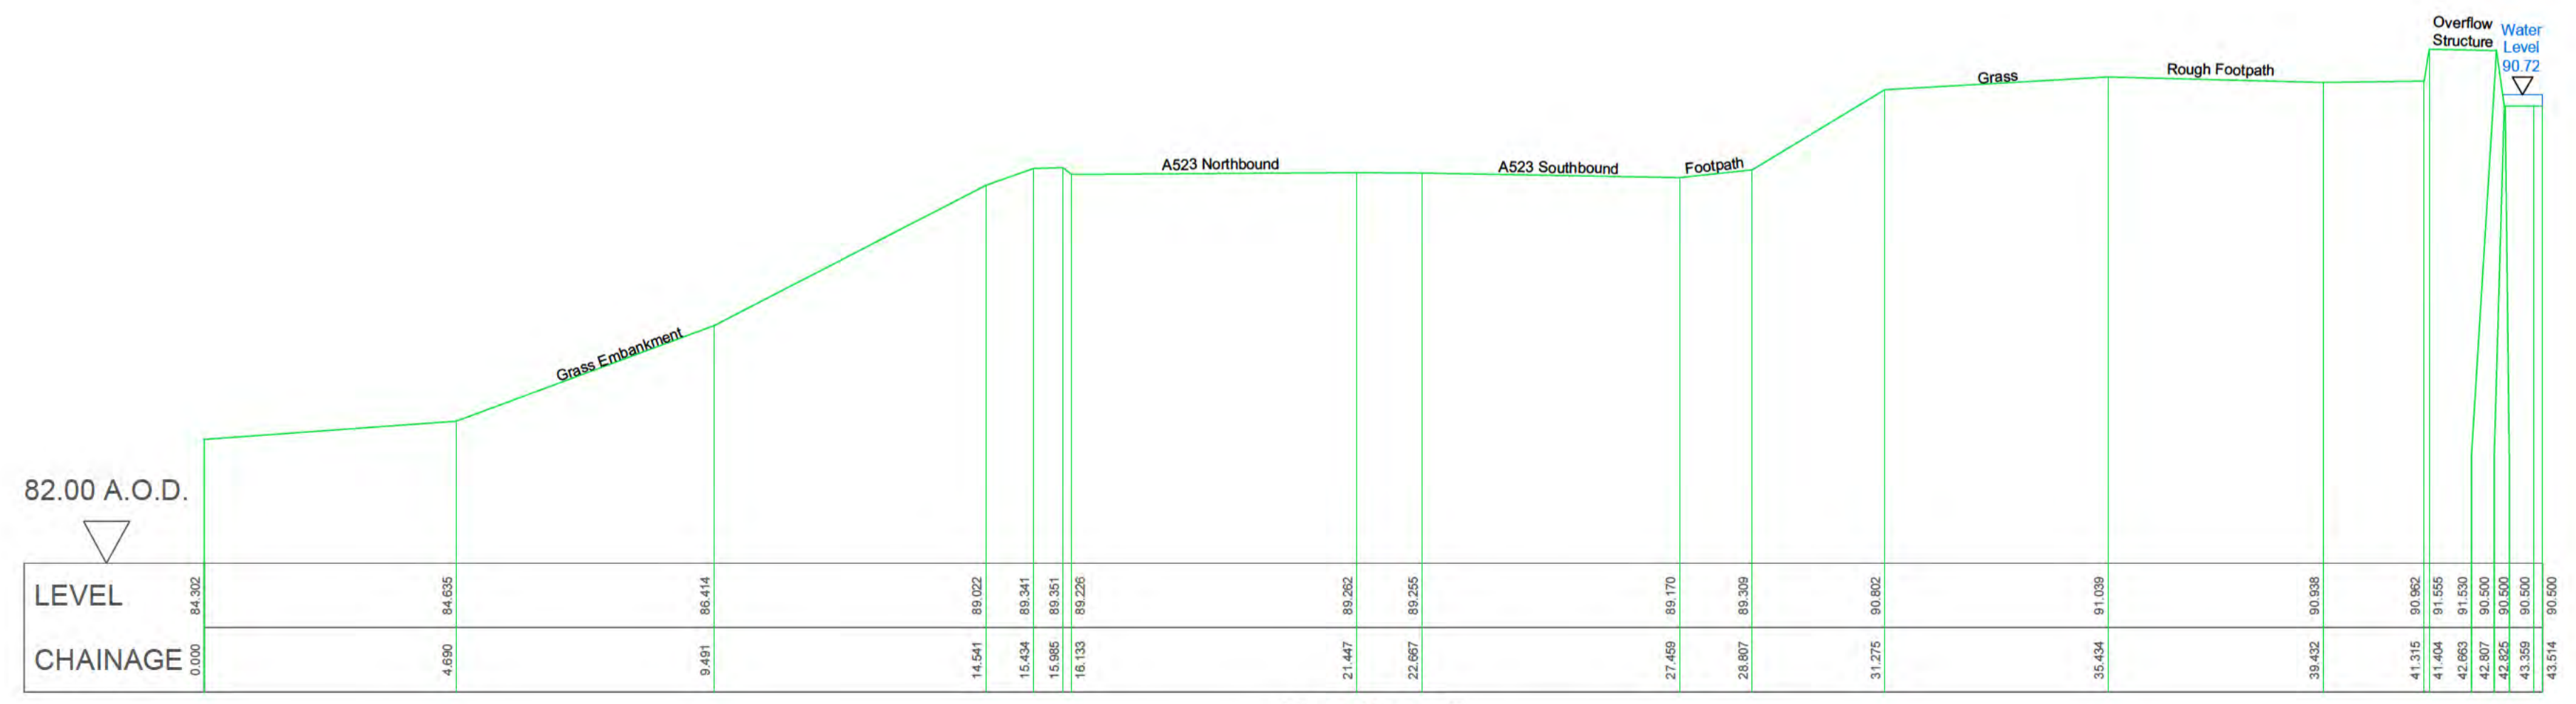 Overflow
Structure
Water
Level
90.72
Grass
Rough Footpath
A523 Northbound
A523 Southbound
Footpath
Grass Embankment
82.00 A.O.D.
LEVEL 84.302 84.635 86.414 89.022 89.341 89.351 89.226 89.262 89.255 89.170 89.309 90.802 91.039 90.938 90.962 91.555 91.530 90.500 90.500 90.500 90.500
CHAINAGE 0.000 4.690 9.491 14.541 15.434 15.985 16.133 21.447 22.667 27.459 28.807 31.275 35.434 39.432 41.315 41.404 42.663 42.807 42.825 43.359 43.514